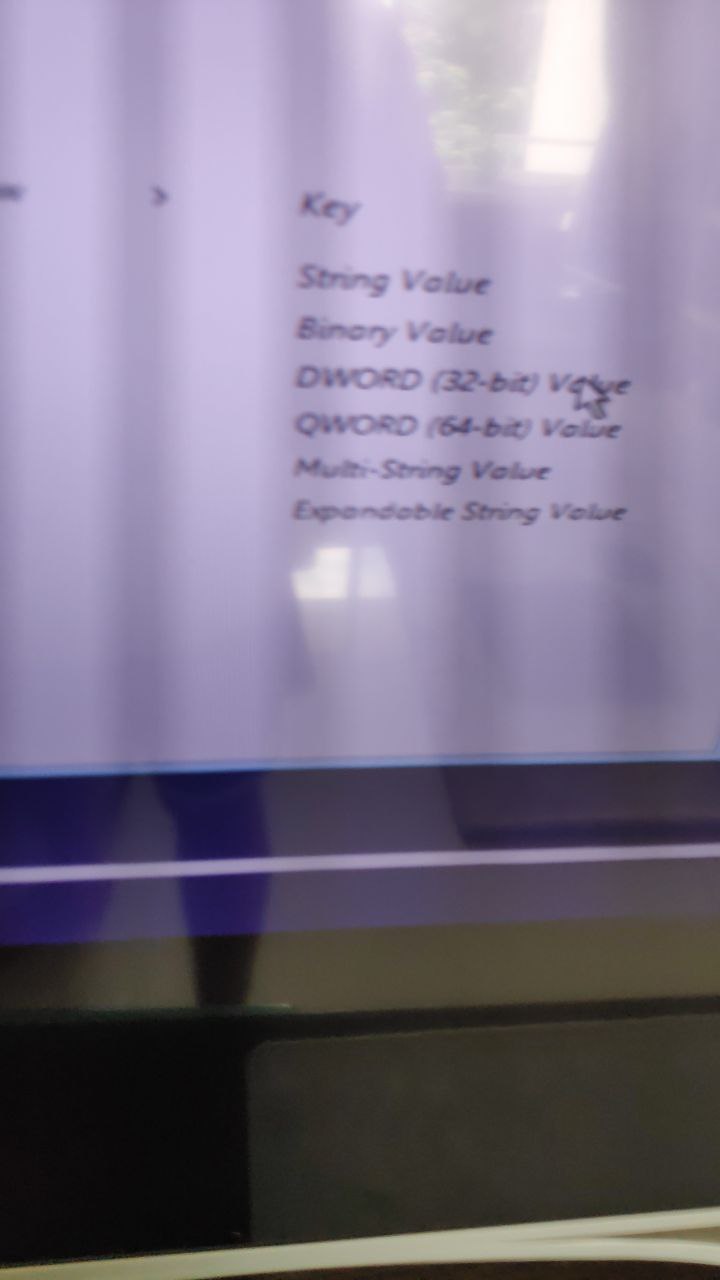 Key
String Value
Binary Value
DWORD (32-bit) Value
QWORD (64-bit) Value
Multi-String Value
Expandable String Value